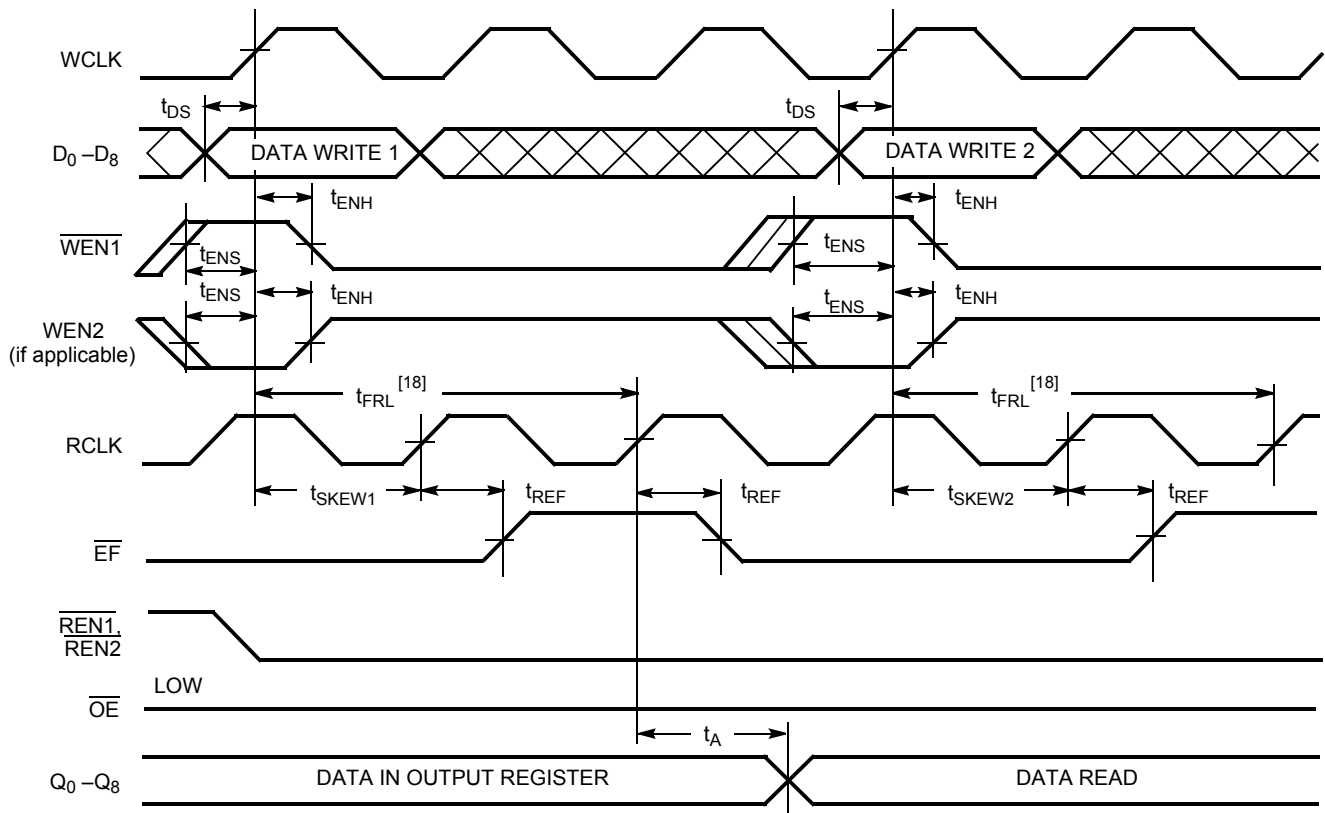 WCLK
tDS tDS
D0 –D8 DATA WRITE 1 DATA WRITE 2
tENH tENH
WEN1
tENS tENS
tENS tENH tENS tENH
WEN2
(if applicable)
tFRL[18] tFRL[18]
RCLK
tSKEW1 tREF tREF tSKEW2 tREF
EF
REN1,
REN2
LOW
OE
tA
Q0 –Q8 DATA IN OUTPUT REGISTER DATA READ